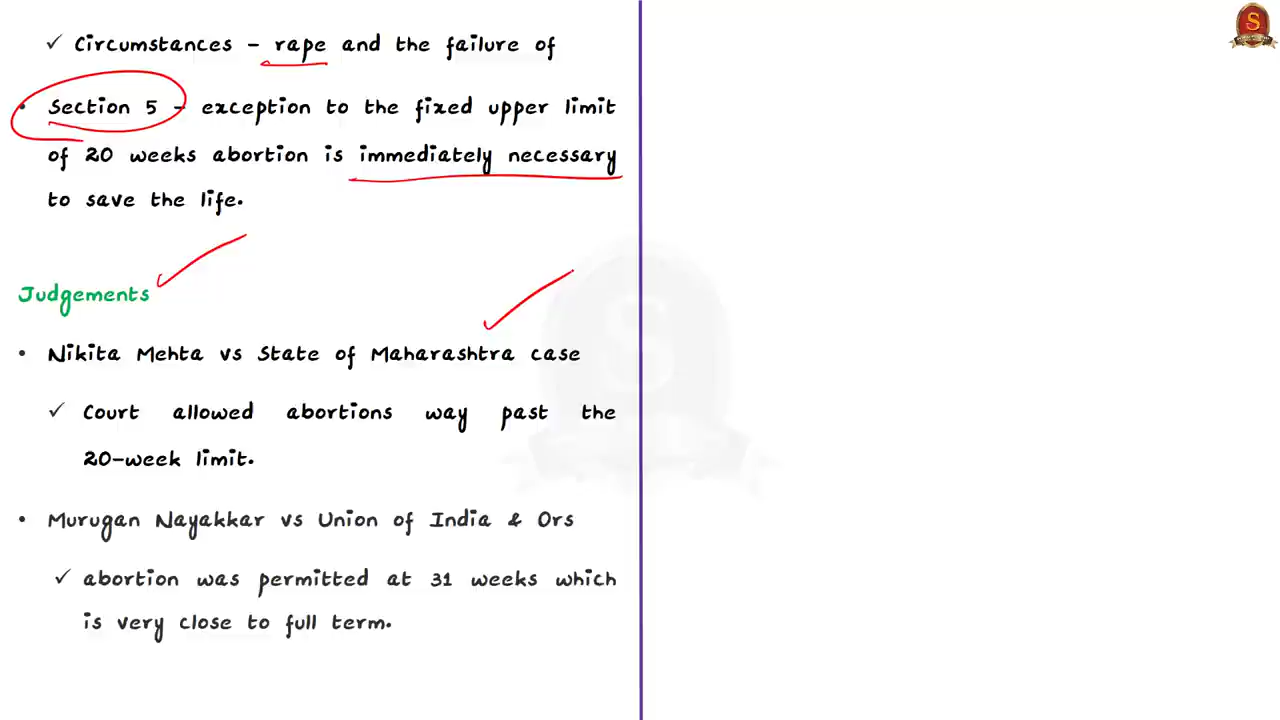 ✓ Circumstances – rape and the failure of
• Section 5 – exception to the fixed upper limit
of 20 weeks abortion is immediately necessary
to save the life.
Judgements
• Nikita Mehta vs State of Maharashtra case
✓ Court allowed abortions way past the
20-week limit.
• Murugan Nayakkar vs Union of India & Ors
✓ abortion was permitted at 31 weeks which
is very close to full term.
S
S